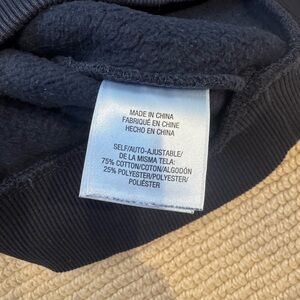 MADE IN CHINA
FABRIQUÉ EN CHINE
HECHO EN CHINA
SELF/AUTO-AJUSTABLE/
DE LA MISMA TELA:
75% COTTON/COTON/ALGODÓN
25% POLYESTER/POLYESTER/
POLIÉSTER